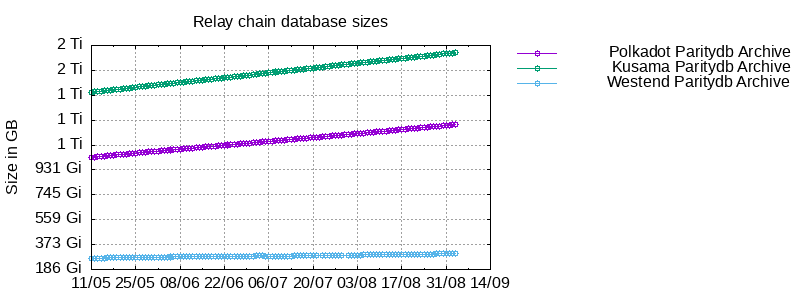 Relay chain database sizes
Size in GB
2 Ti
2 Ti
1 Ti
1 Ti
1 Ti
931 Gi
745 Gi
559 Gi
373 Gi
186 Gi
11/05 25/05 08/06 22/06 06/07 20/07 03/08 17/08 31/08 14/09
Polkadot Paritydb Archive
Kusama Paritydb Archive
Westend Paritydb Archive